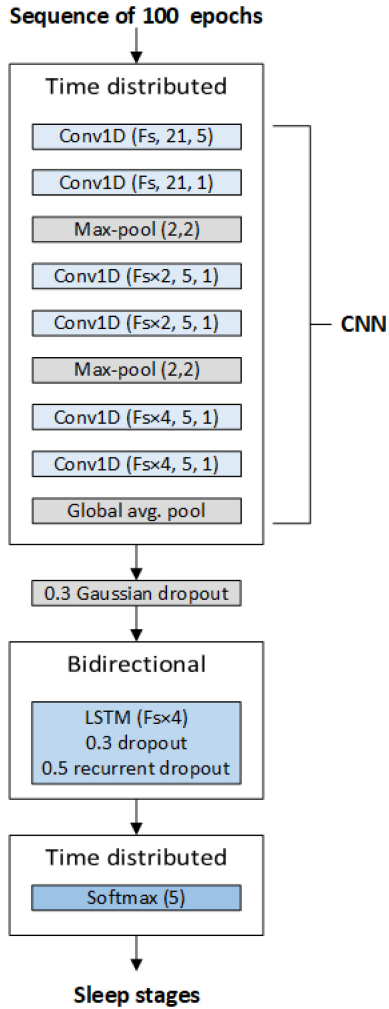 Sequence of 100 epochs
Time distributed
Conv1D (Fs, 21, 5)
Conv1D (Fs, 21, 1)
Max-pool (2,2)
Conv1D (Fs×2, 5, 1)
Conv1D (Fs×2, 5, 1)
Max-pool (2,2)
Conv1D (Fs×4, 5, 1)
Conv1D (Fs×4, 5, 1)
Global avg. pool
CNN
0.3 Gaussian dropout
Bidirectional
LSTM (Fs×4)
0.3 dropout
0.5 recurrent dropout
Time distributed
Softmax (5)
Sleep stages